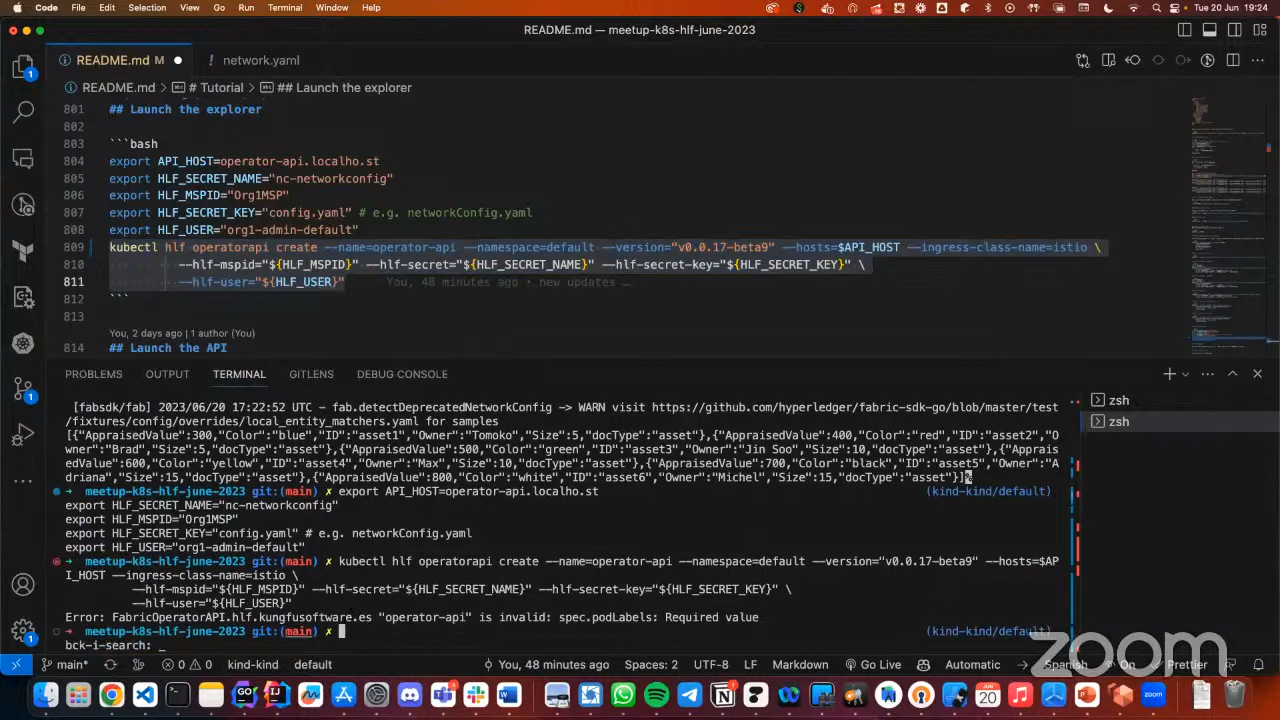 Code File Edit Selection View Go Run Terminal Window Help Tue 20 Jun 19:24
README.md — meetup-k8s-hlf-june-2023
README.md M network.yaml
README.md > # Tutorial > ## Launch the explorer
801 ## Launch the explorer
802
803 ```bash
804 export API_HOST=operator-api.localho.st
805 export HLF_SECRET_NAME="nc-networkconfig"
806 export HLF_MSPID="Org1MSP"
807 export HLF_SECRET_KEY="config.yaml" # e.g. networkConfig.yaml
808 export HLF_USER="org1-admin-default"
809 kubectl hlf operatorapi create --name=operator-api --namespace=default --version="v0.0.17-beta9" --hosts=$API_HOST --ingress-class-name=istio \
810 --hlf-mspid="${HLF_MSPID}" --hlf-secret="${HLF_SECRET_NAME}" --hlf-secret-key="${HLF_SECRET_KEY}" \
811 --hlf-user="${HLF_USER}" You, 48 minutes ago • new updates …
812 ```
813
You, 2 days ago | 1 author (You)
814 ## Launch the API
PROBLEMS OUTPUT TERMINAL GITLENS DEBUG CONSOLE
[fabsdk/fab] 2023/06/20 17:22:52 UTC - fab.detectDeprecatedNetworkConfig -> WARN visit https://github.com/hyperledger/fabric-sdk-go/blob/master/test
/fixtures/config/overrides/local_entity_matchers.yaml for samples
[{"AppraisedValue":300,"Color":"blue","ID":"asset1","Owner":"Tomoko","Size":5,"docType":"asset"},{"AppraisedValue":400,"Color":"red","ID":"asset2","O
wner":"Brad","Size":5,"docType":"asset"},{"AppraisedValue":500,"Color":"green","ID":"asset3","Owner":"Jin Soo","Size":10,"docType":"asset"},{"Apprais
edValue":600,"Color":"yellow","ID":"asset4","Owner":"Max","Size":10,"docType":"asset"},{"AppraisedValue":700,"Color":"black","ID":"asset5","Owner":"A
driana","Size":15,"docType":"asset"},{"AppraisedValue":800,"Color":"white","ID":"asset6","Owner":"Michel","Size":15,"docType":"asset"}]%
➜ meetup-k8s-hlf-june-2023 git:(main) ✗ export API_HOST=operator-api.localho.st (kind-kind/default)
export HLF_SECRET_NAME="nc-networkconfig"
export HLF_MSPID="Org1MSP"
export HLF_SECRET_KEY="config.yaml" # e.g. networkConfig.yaml
export HLF_USER="org1-admin-default"
➜ meetup-k8s-hlf-june-2023 git:(main) ✗ kubectl hlf operatorapi create --name=operator-api --namespace=default --version="v0.0.17-beta9" --hosts=$AP
I_HOST --ingress-class-name=istio \
--hlf-mspid="${HLF_MSPID}" --hlf-secret="${HLF_SECRET_NAME}" --hlf-secret-key="${HLF_SECRET_KEY}" \
--hlf-user="${HLF_USER}"
Error: FabricOperatorAPI.hlf.kungfusoftware.es "operator-api" is invalid: spec.podLabels: Required value
➜ meetup-k8s-hlf-june-2023 git:(main) ✗ (kind-kind/default)
bck-i-search: _
zsh
zsh
zoom
main* 0 0 kind-kind default You, 48 minutes ago Spaces: 2 UTF-8 LF Markdown Go Live Automatic → Spanish On Prettier